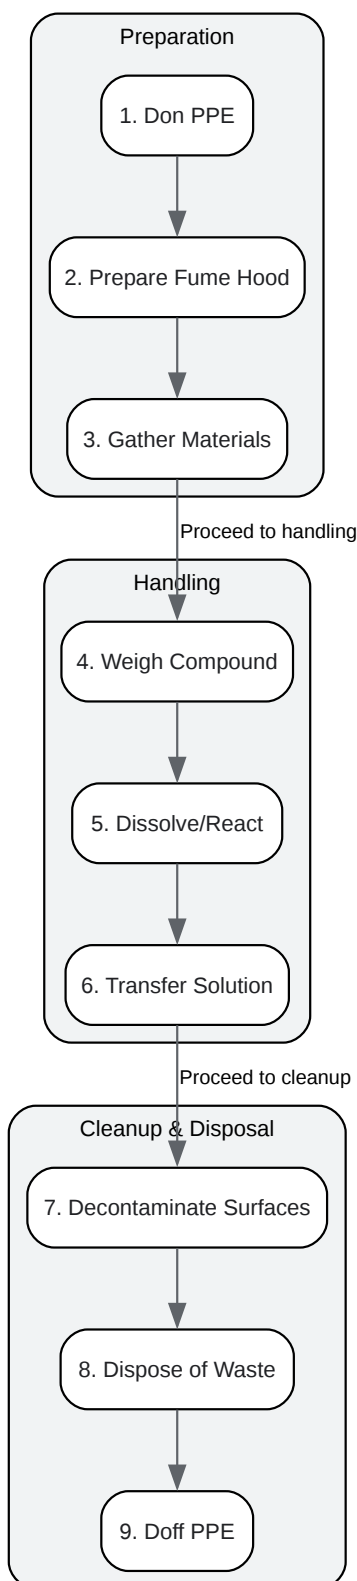 Preparation
1. Don PPE
2. Prepare Fume Hood
3. Gather Materials
Proceed to handling
Handling
4. Weigh Compound
5. Dissolve/React
6. Transfer Solution
Proceed to cleanup
Cleanup & Disposal
7. Decontaminate Surfaces
8. Dispose of Waste
9. Doff PPE